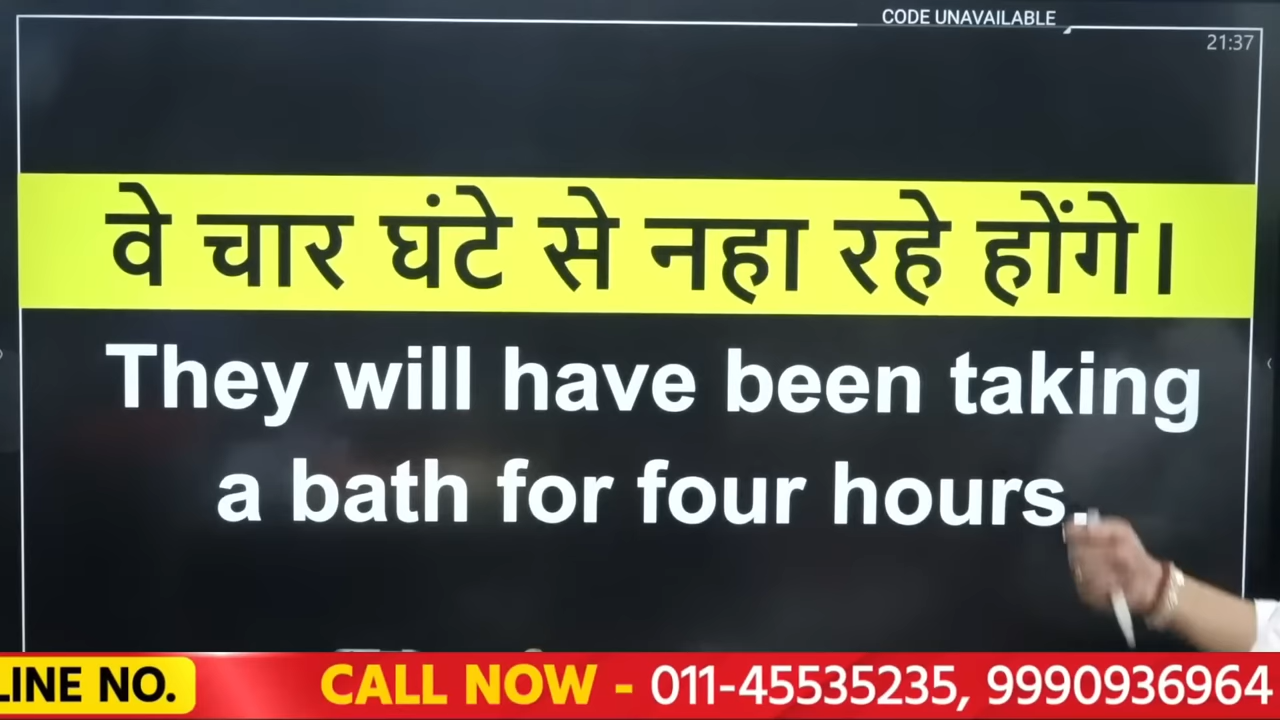 CODE UNAVAILABLE
21:37
वे चार घंटे से नहा रहे होंगे।
They will have been taking
a bath for four hours.
LINE NO.
CALL NOW - 011-45535235, 9990936964